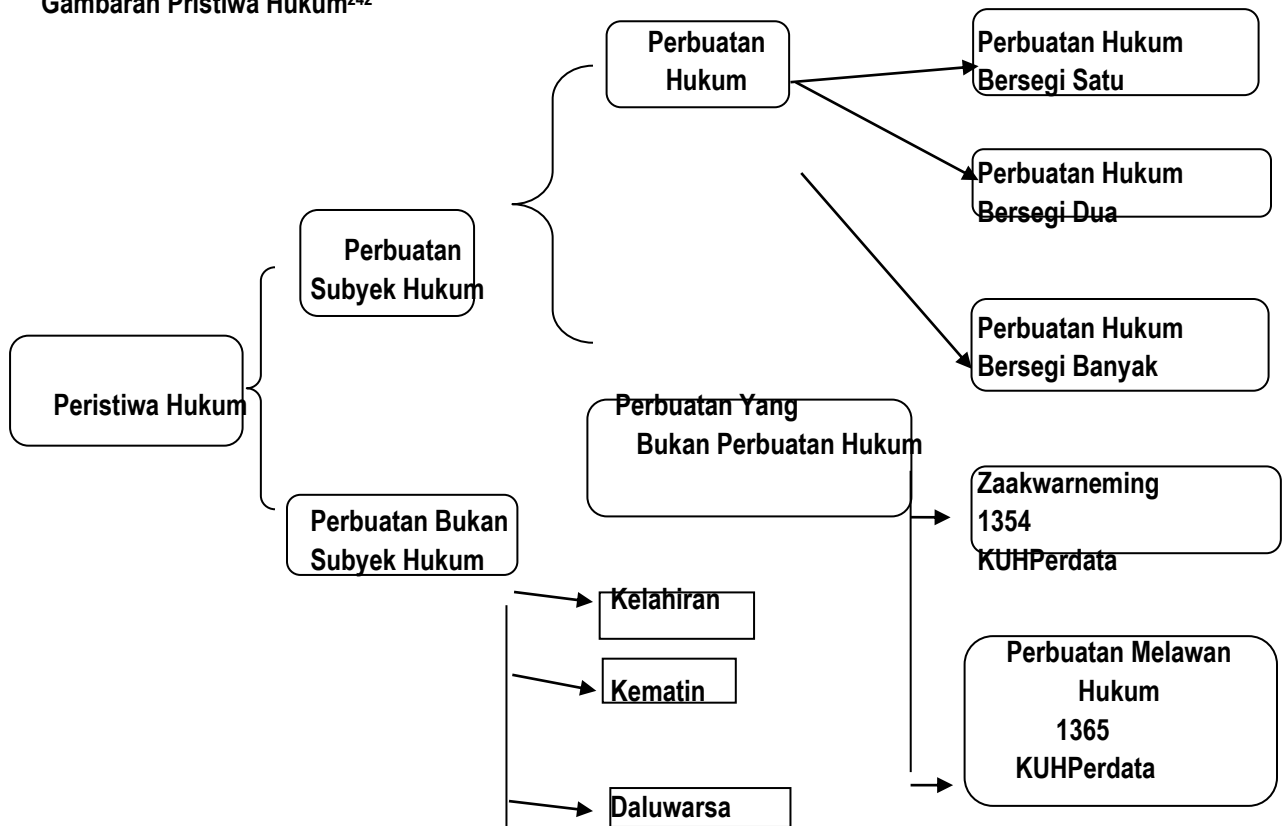 Gambaran Pristiwa Hukum²⁴²
Perbuatan
Hukum
Perbuatan Hukum
Bersegi Satu
Perbuatan Hukum
Bersegi Dua
Perbuatan
Subyek Hukum
Perbuatan Hukum
Bersegi Banyak
Peristiwa Hukum
Perbuatan Yang
Bukan Perbuatan Hukum
Zaakwarneming
1354
KUHPerdata
Perbuatan Bukan
Subyek Hukum
Kelahiran
Kematin
Daluwarsa
Perbuatan Melawan
Hukum
1365
KUHPerdata